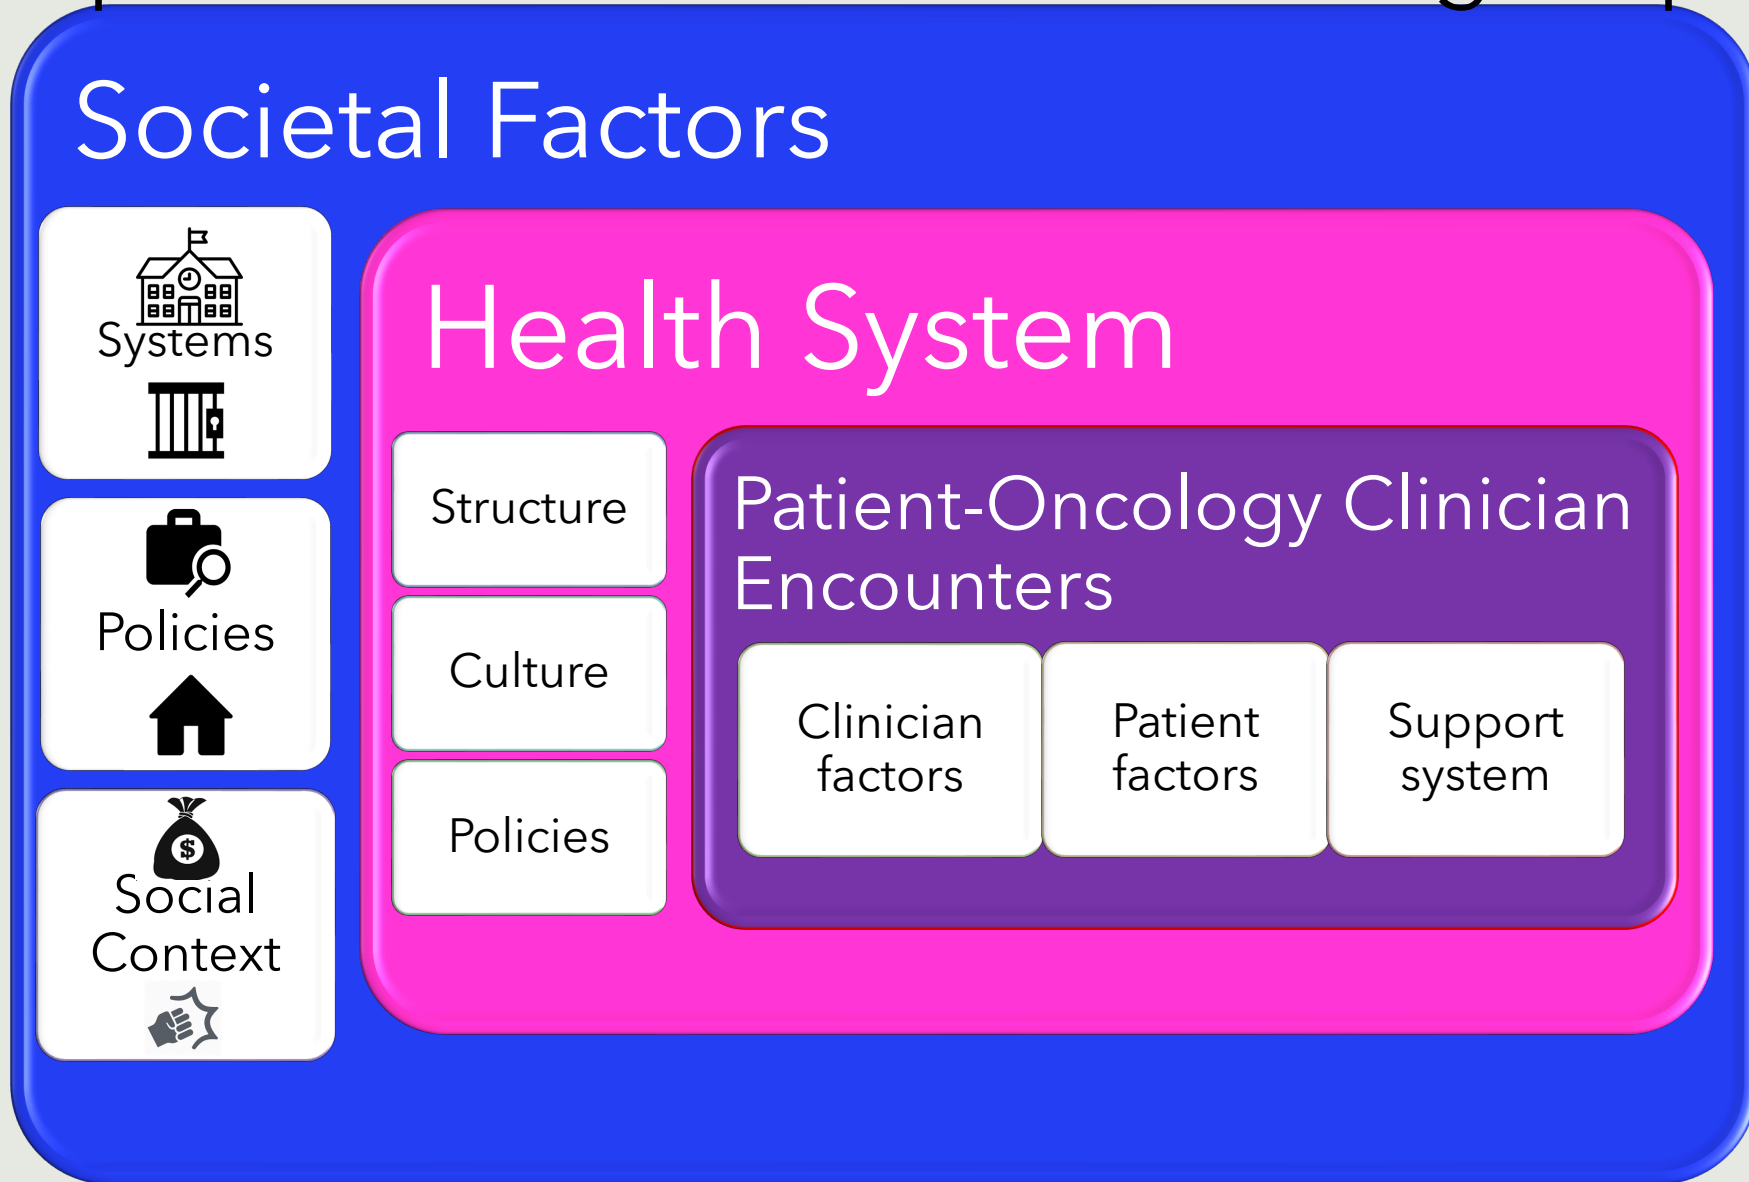 Societal Factors
Systems
Policies
$
Social
Context
Health System
Structure
Culture
Policies
Patient-Oncology Clinician
Encounters
Clinician
factors
Patient
factors
Support
system